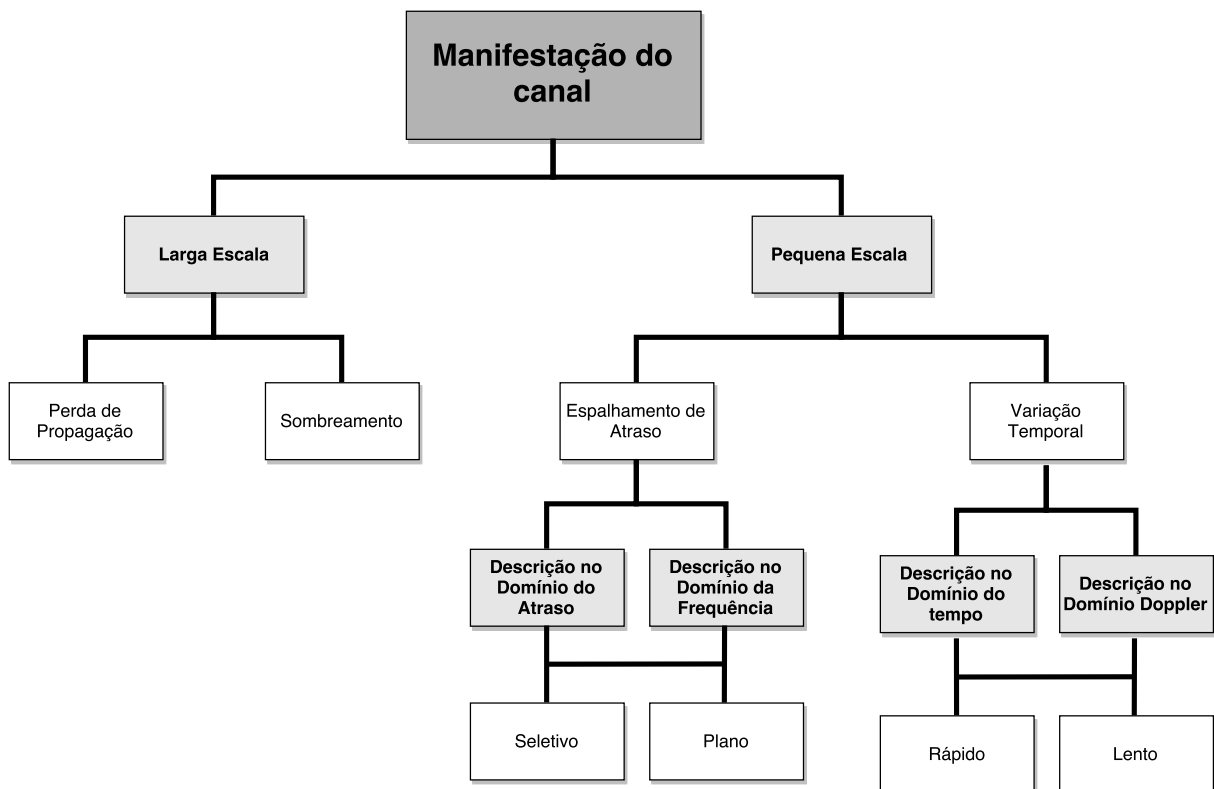 Manifestação do
canal
Larga Escala
Pequena Escala
Perda de
Propagação
Sombreamento
Espalhamento de
Atraso
Variação
Temporal
Descrição no
Domínio do
Atraso
Descrição no
Domínio da
Frequência
Descrição no
Domínio do
tempo
Descrição no
Domínio Doppler
Seletivo
Plano
Rápido
Lento